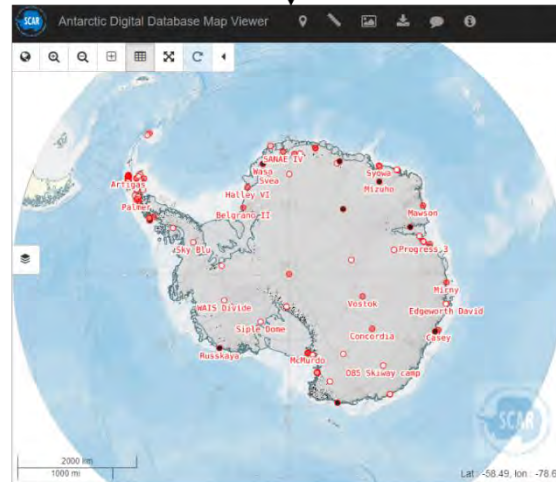 SCAR
Antarctic Digital Database Map Viewer
SANAE IV
Wasa
Svea
Syowa
Mizuho
Artigas
Halley VI
Palmer
Belgrano II
Mawson
Sky Blu
Progress 3
Mirny
Vostok
WAIS Divide
Edgeworth-David
Siple Dome
Concordia
Casey
Russkaya
McMurdo
D85 Skiway camp
SCAR
2000 km
1000 mi
Lat : -58.49, lon : -78.6